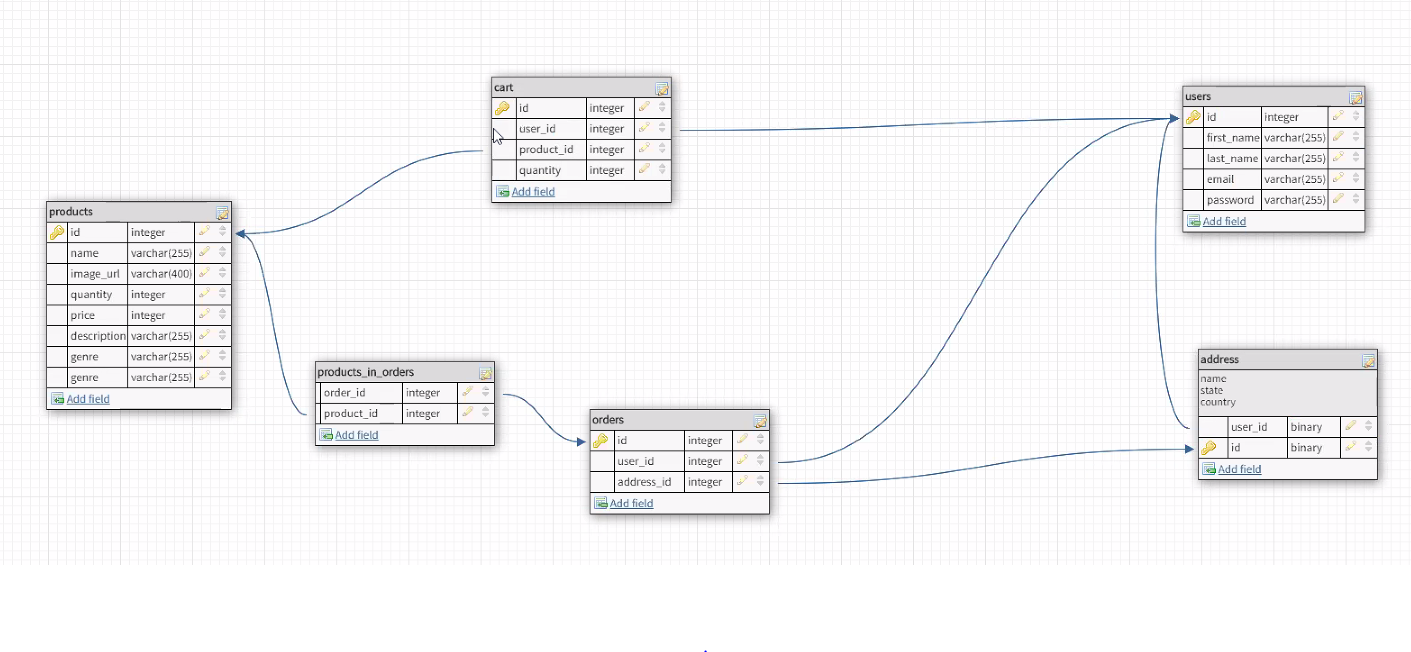 cart
id integer
user_id integer
product_id integer
quantity integer
Add field
users
id integer
first_name varchar(255)
last_name varchar(255)
email varchar(255)
password varchar(255)
Add field
products
id integer
name varchar(255)
image_url varchar(400)
quantity integer
price integer
description varchar(255)
genre varchar(255)
genre varchar(255)
Add field
products_in_orders
order_id integer
product_id integer
Add field
orders
id integer
user_id integer
address_id integer
Add field
address
name
state
country
user_id binary
id binary
Add field